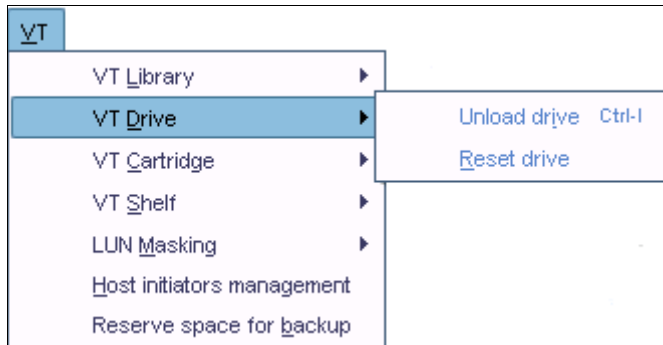 VT
VT Library
VT Drive
Unload drive Ctrl-I
VT Cartridge
Reset drive
VT Shelf
LUN Masking
Host initiators management
Reserve space for backup